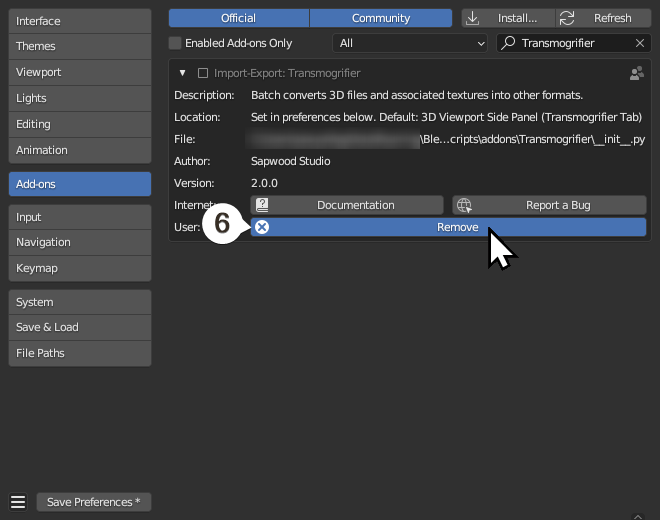 Interface
Themes
Viewport
Lights
Editing
Animation
Add-ons
Input
Navigation
Keymap
System
Save & Load
File Paths
Save Preferences *
Official Community Install... Refresh
Enabled Add-ons Only All Transmogrifier
Import-Export: Transmogrifier
Description: Batch converts 3D files and associated textures into other formats.
Location: Set in preferences below. Default: 3D Viewport Side Panel (Transmogrifier Tab)
File: \Ble...cripts\addons\Transmogrifier\__init__.py
Author: Sapwood Studio
Version: 2.0.0
Internet: Documentation Report a Bug
User: 6 Remove